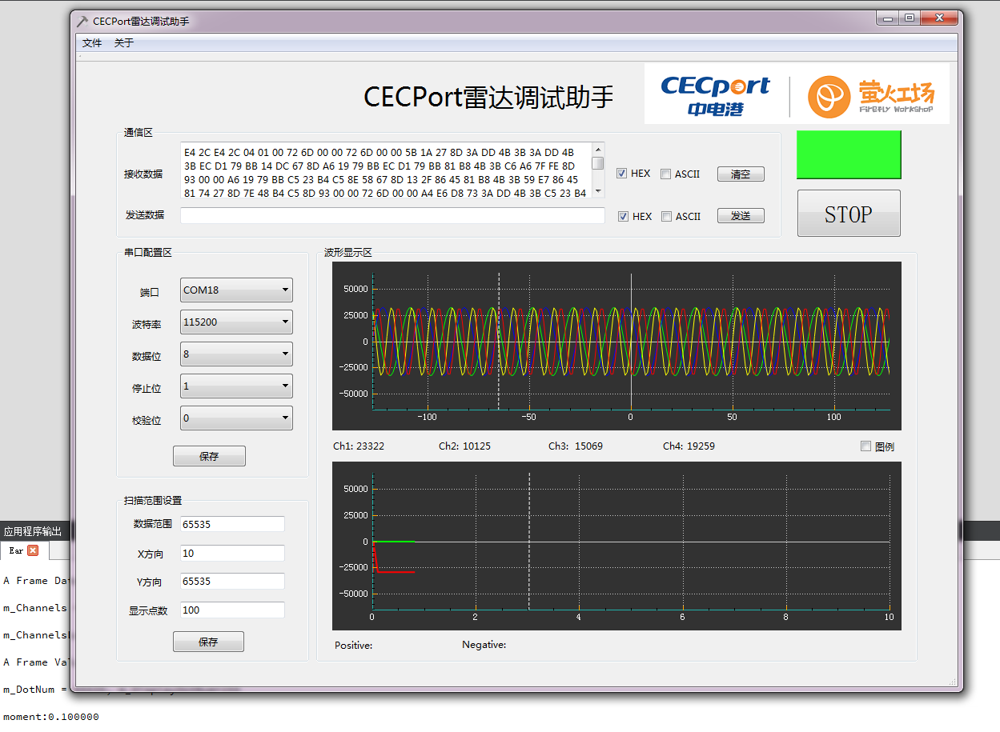 CECPort雷达调试助手
文件 关于
CECPort雷达调试助手
CECport
中电港
萤火工场
FIREFLY WORKSHOP
通信区
接收数据
E4 2C E4 2C 04 01 00 72 6D 00 00 72 6D 00 00 5B 1A 27 8D 3A DD 4B 3B 3A DD 4B
3B EC D1 79 BB 14 DC 67 8D A6 19 79 BB EC D1 79 BB 81 B8 4B 3B C6 A6 7F FE 8D
93 00 00 A6 19 79 BB C5 23 B4 C5 8E 58 67 8D 13 2F 86 45 81 B8 4B 3B 59 E7 86 45
81 74 27 8D 7E 48 B4 C5 8D 93 00 00 72 6D 00 00 A4 E6 D8 73 3A DD 4B 3B C5 23 B4
HEX ASCII 清空
发送数据
HEX ASCII 发送
STOP
串口配置区
端口 COM18
波特率 115200
数据位 8
停止位 1
校验位 0
保存
扫描范围设置
数据范围 65535
X方向 10
Y方向 65535
显示点数 100
保存
波形显示区
50000
25000
0
−25000
−50000
−100 −50 0 50 100
Ch1: 23322 Ch2: 10125 Ch3: 15069 Ch4: 19259 图例
50000
25000
0
−25000
−50000
0 2 4 6 8 10
Positive: Negative:
应用程序输出
Ear
A Frame Dat
m_Channels
m_Channels
A Frame Val
m_DotNum =
moment:0.100000